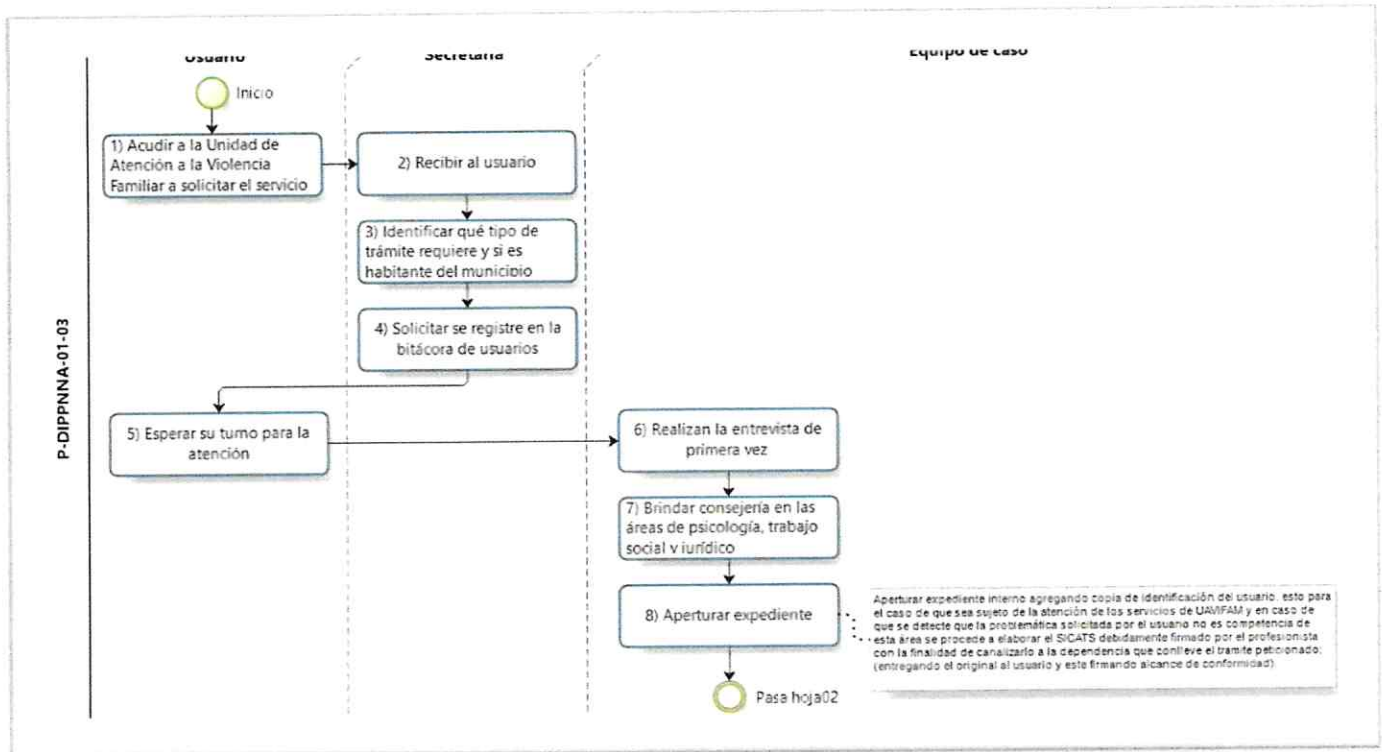 Usuario
Secretaria
Equipo de caso
Inicio
1) Acudir a la Unidad de
Atención a la Violencia
Familiar a solicitar el servicio
2) Recibir al usuario
3) Identificar qué tipo de
trámite requiere y si es
habitante del municipio
4) Solicitar se registre en la
bitácora de usuarios
P-DIPPNNA-01-03
5) Esperar su turno para la
atención
6) Realizan la entrevista de
primera vez
7) Brindar consejería en las
áreas de psicología, trabajo
social y jurídico
8) Aperturar expediente
Aperturar expediente interno agregando copia de identificación del usuario, esto para
el caso de que sea sujeto de la atención de los servicios de UAVIFAM y en caso de
que se detecte que la problemática solicitada por el usuario no es competencia de
esta área se procede a elaborar el SICATS debidamente firmado por el profesionista
con la finalidad de canalizarlo a la dependencia que conlleve el tramite peticionado;
(entregando el original al usuario y este firmando alcance de conformidad)
Pasa hoja02